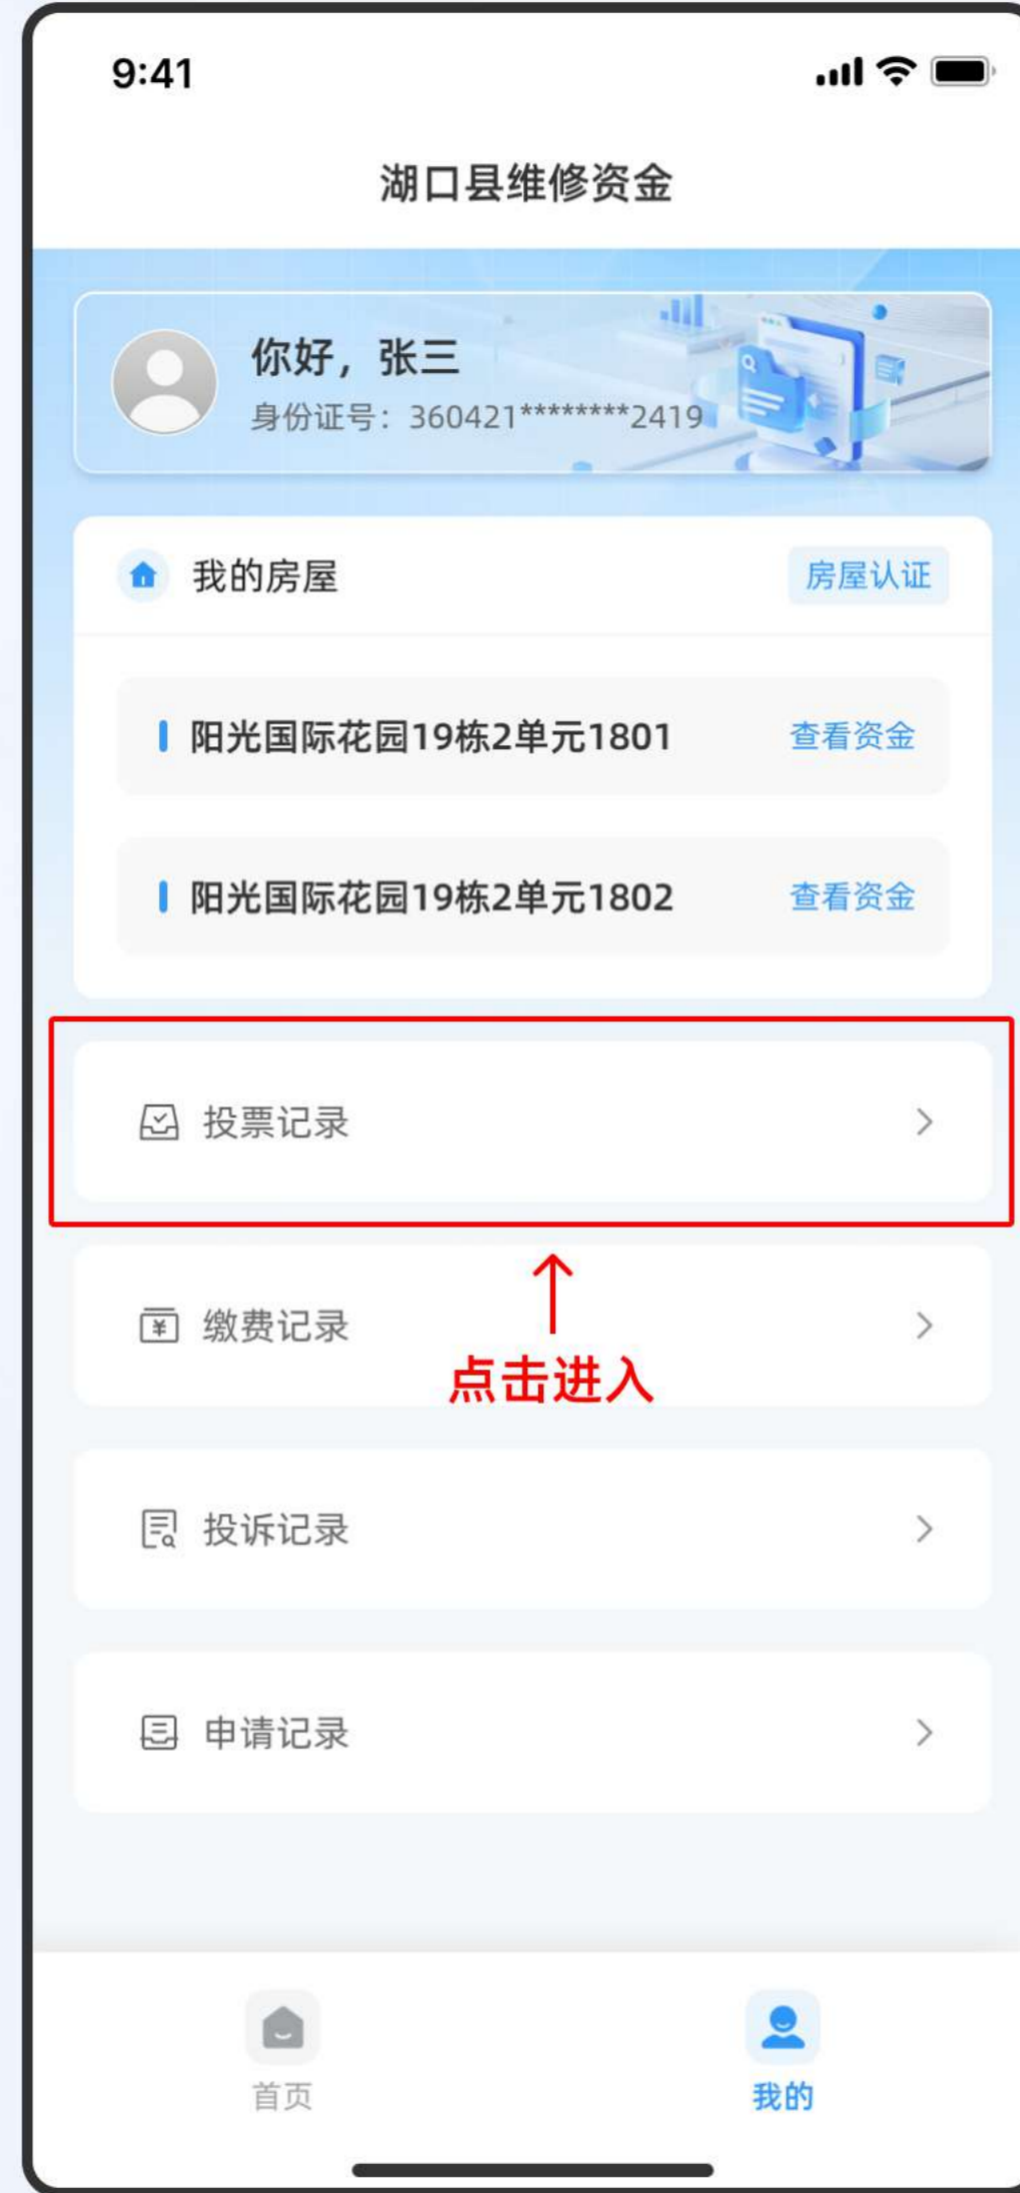 9:41
湖口县维修资金
你好，张三
身份证号：360421********2419
我的房屋
房屋认证
阳光国际花园19栋2单元1801
查看资金
阳光国际花园19栋2单元1802
查看资金
投票记录
缴费记录
点击进入
投诉记录
申请记录
首页
我的